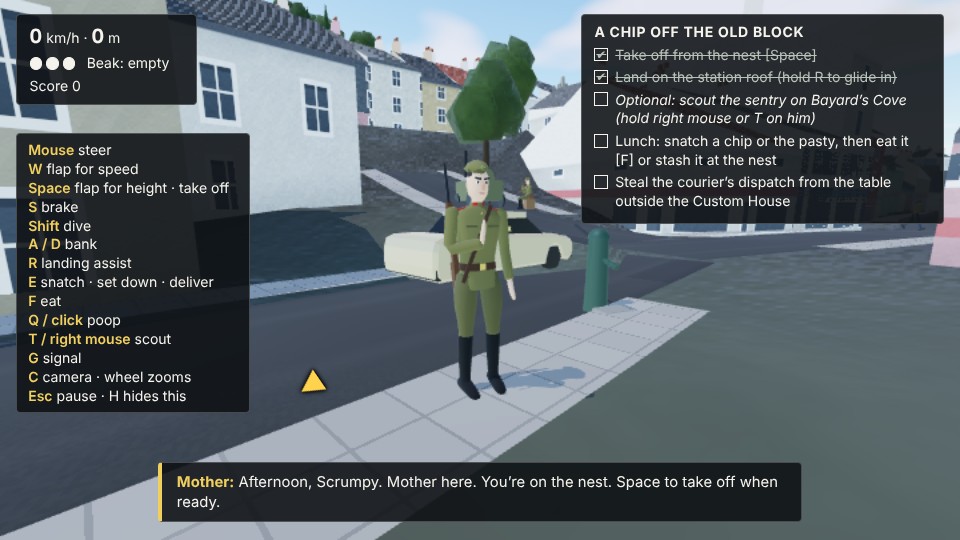 0 km/h · 0 m
Beak: empty
Score 0
Mouse steer
W flap for speed
Space flap for height · take off
S brake
Shift dive
A / D bank
R landing assist
E snatch · set down · deliver
F eat
Q / click poop
T / right mouse scout
G signal
C camera · wheel zooms
Esc pause · H hides this
A CHIP OFF THE OLD BLOCK
Take off from the nest [Space]
Land on the station roof (hold R to glide in)
Optional: scout the sentry on Bayard's Cove
(hold right mouse or T on him)
Lunch: snatch a chip or the pasty, then eat it
[F] or stash it at the nest
Steal the courier's dispatch from the table
outside the Custom House
Mother: Afternoon, Scrumpy. Mother here. You're on the nest. Space to take off when
ready.